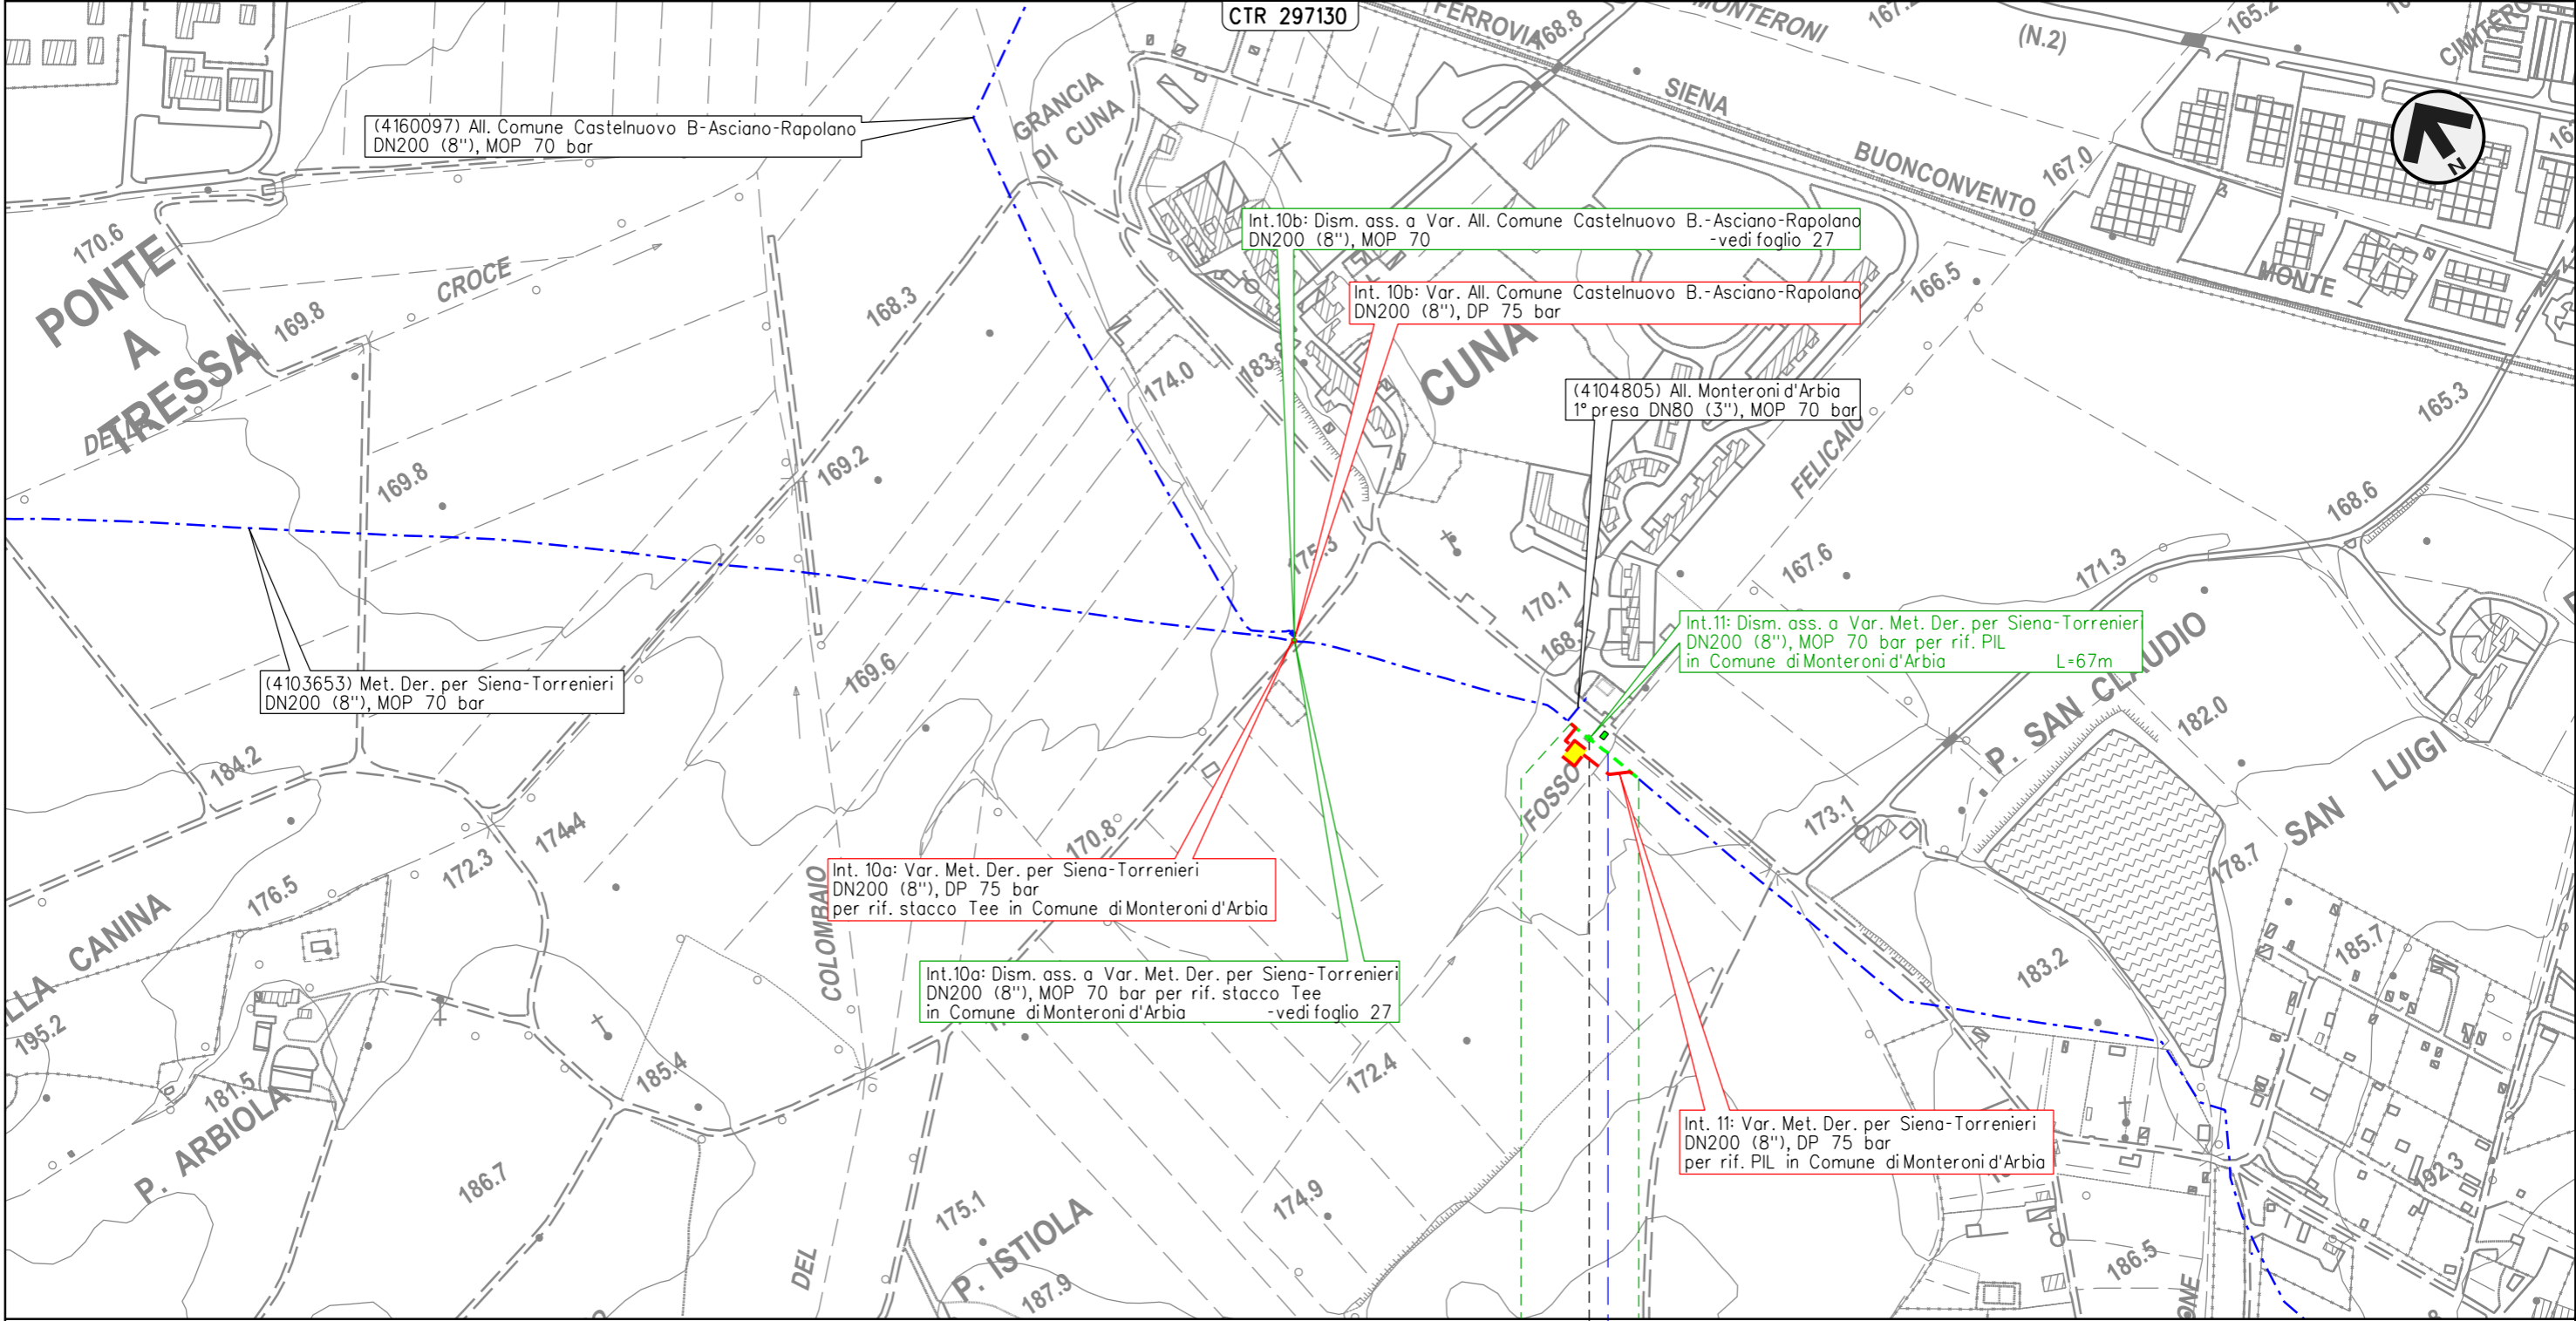 CTR 297130
FERROVIA
168.8
MONTERONI
(N.2)
165.2
SIENA
BUONCONVENTO
167.0
MONTE
N
GRANCIA
DI CUNA
(4160097) All. Comune Castelnuovo B-Asciano-Rapolano
DN200 (8"), MOP 70 bar
Int.10b: Dism. ass. a Var. All. Comune Castelnuovo B.-Asciano-Rapolano
DN200 (8"), MOP 70 -vedi foglio 27
Int. 10b: Var. All. Comune Castelnuovo B.-Asciano-Rapolano
DN200 (8"), DP 75 bar
170.6
PONTE
A
TRESSA
CROCE
169.8
168.3
166.5
174.0
CUNA
(4104805) All. Monteroni d'Arbia
1° presa DN80 (3"), MOP 70 bar
165.3
169.8
169.2
FELICAIO
168.6
175.3
167.6
171.3
170.1
Int.11: Dism. ass. a Var. Met. Der. per Siena-Torrenieri
DN200 (8"), MOP 70 bar per rif. PIL
in Comune di Monteroni d'Arbia L=67m
(4103653) Met. Der. per Siena-Torrenieri
DN200 (8"), MOP 70 bar
169.6
P. SAN CLAUDIO
182.0
SAN LUIGI
184.2
FOSSO
173.1
178.7
174.4
172.3
170.8
Int. 10a: Var. Met. Der. per Siena-Torrenieri
DN200 (8"), DP 75 bar
per rif. stacco Tee in Comune di Monteroni d'Arbia
176.5
COLOMBAIO
CANINA
195.2
183.2
185.7
Int.10a: Dism. ass. a Var. Met. Der. per Siena-Torrenieri
DN200 (8"), MOP 70 bar per rif. stacco Tee
in Comune di Monteroni d'Arbia -vedi foglio 27
181.5
P. ARBIOLA
185.4
172.4
Int. 11: Var. Met. Der. per Siena-Torrenieri
DN200 (8"), DP 75 bar
per rif. PIL in Comune di Monteroni d'Arbia
186.7
175.1
174.9
192.3
P. ISTIOLA
187.9
DEL
186.5